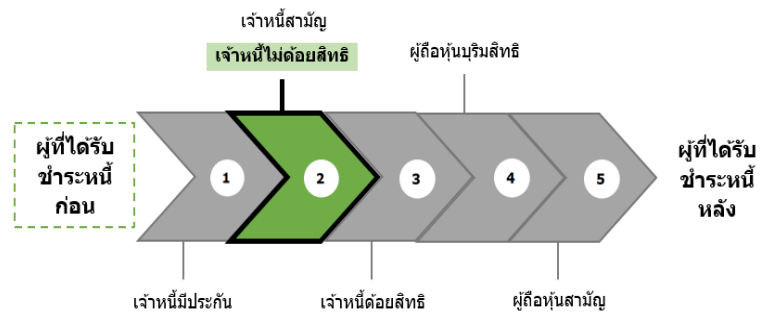 เจ้าหนี้สามัญ
เจ้าหนี้ไม่ด้อยสิทธิ
ผู้ถือหุ้นบุริมสิทธิ
ผู้ที่ได้รับ
ชำระหนี้
ก่อน
1
2
3
4
5
ผู้ที่ได้รับ
ชำระหนี้
หลัง
เจ้าหนี้มีประกัน
เจ้าหนี้ด้อยสิทธิ
ผู้ถือหุ้นสามัญ